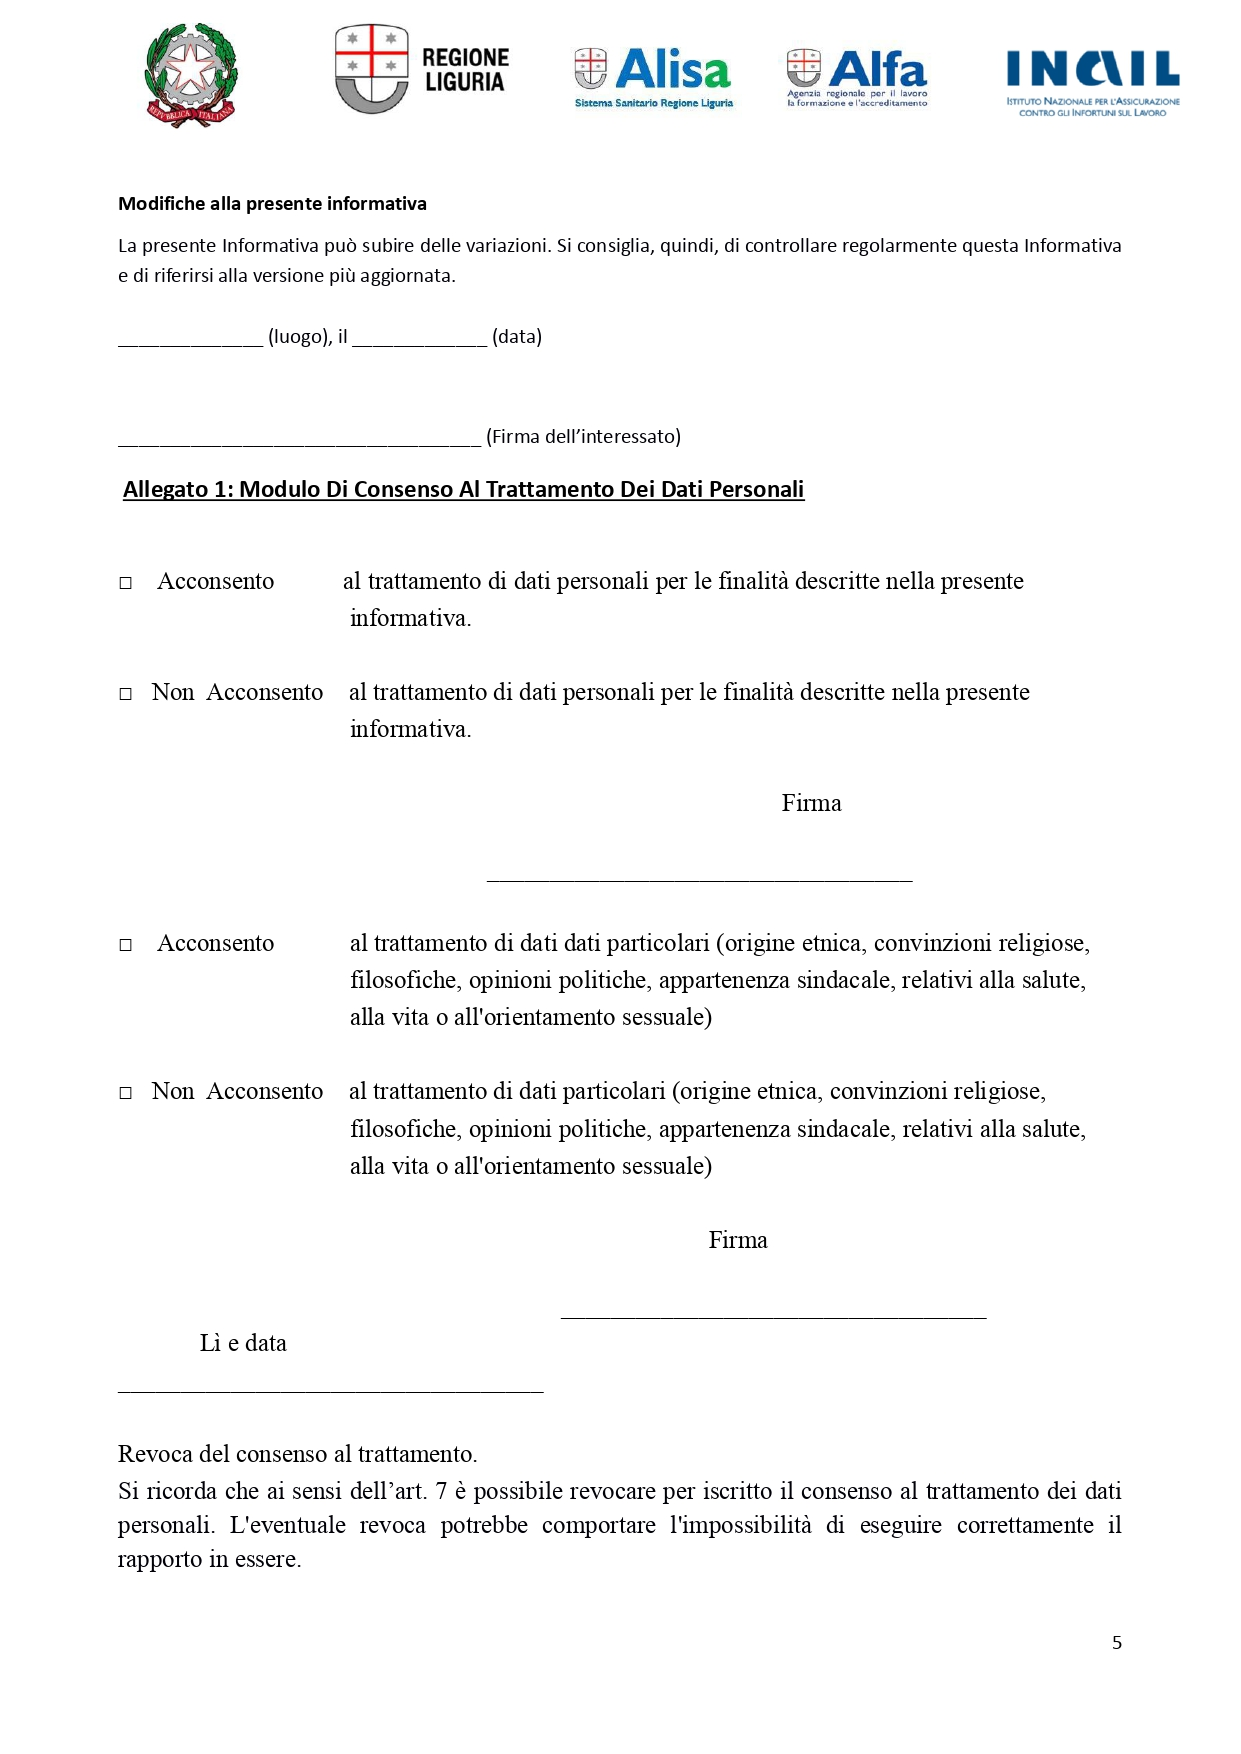 REPVBBLICA ITALIANA
REGIONE
LIGURIA
Alisa
Sistema Sanitario Regione Liguria
Alfa
Agenzia regionale per il lavoro
la formazione e l'accreditamento
INAIL
ISTITUTO NAZIONALE PER L'ASSICURAZIONE
CONTRO GLI INFORTUNI SUL LAVORO
Modifiche alla presente informativa
La presente Informativa può subire delle variazioni. Si consiglia, quindi, di controllare regolarmente questa Informativa
e di riferirsi alla versione più aggiornata.
______________ (luogo), il _____________ (data)
___________________________________ (Firma dell’interessato)
Allegato 1: Modulo Di Consenso Al Trattamento Dei Dati Personali
□ Acconsento al trattamento di dati personali per le finalità descritte nella presente
informativa.
□ Non Acconsento al trattamento di dati personali per le finalità descritte nella presente
informativa.
Firma
__________________________________
□ Acconsento al trattamento di dati dati particolari (origine etnica, convinzioni religiose,
filosofiche, opinioni politiche, appartenenza sindacale, relativi alla salute,
alla vita o all'orientamento sessuale)
□ Non Acconsento al trattamento di dati particolari (origine etnica, convinzioni religiose,
filosofiche, opinioni politiche, appartenenza sindacale, relativi alla salute,
alla vita o all'orientamento sessuale)
Firma
__________________________________
Lì e data
__________________________________
Revoca del consenso al trattamento.
Si ricorda che ai sensi dell’art. 7 è possibile revocare per iscritto il consenso al trattamento dei dati
personali. L'eventuale revoca potrebbe comportare l'impossibilità di eseguire correttamente il
rapporto in essere.
5